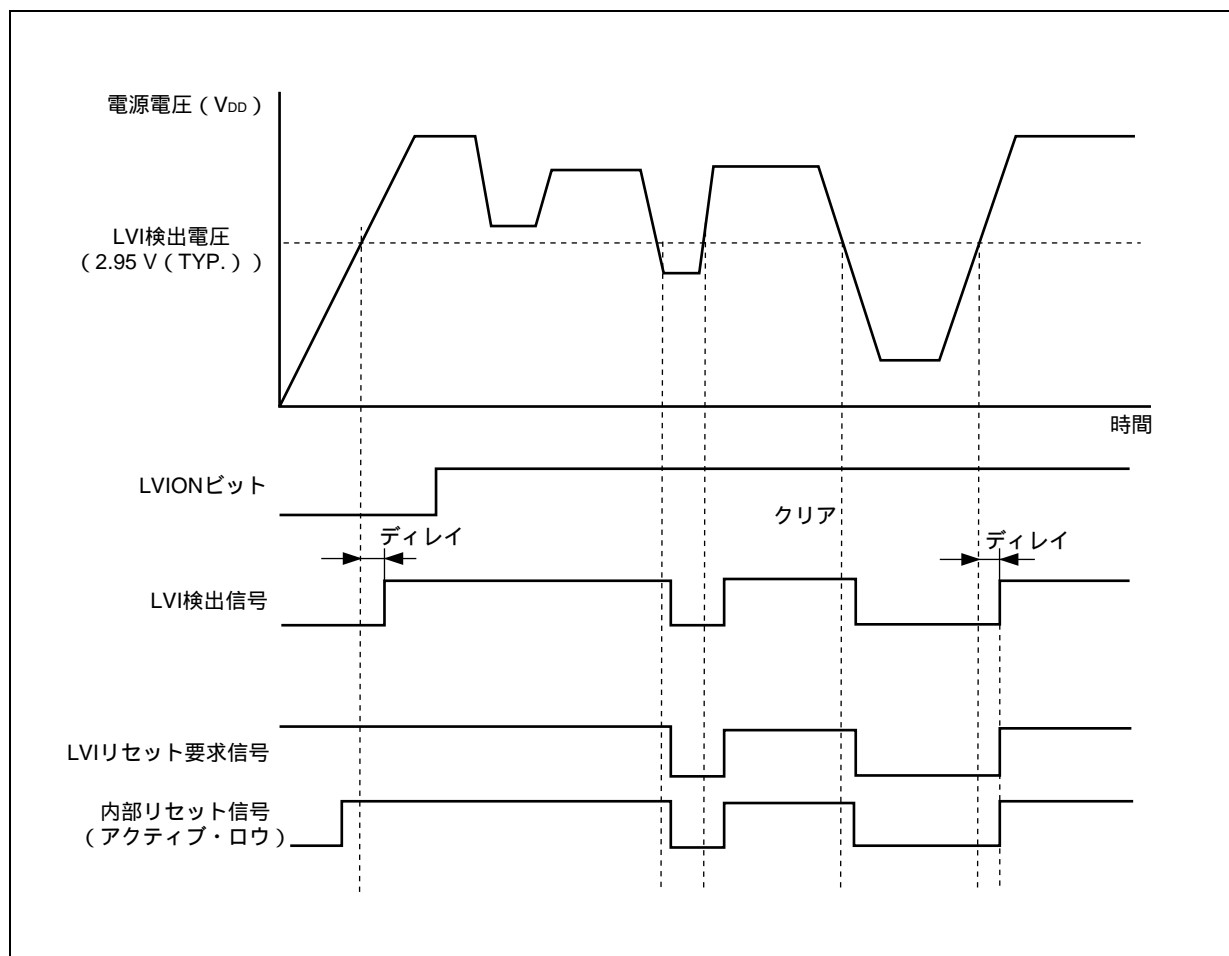 電源電圧（VDD）
LVI検出電圧
（2.95 V（TYP.））
時間
LVIONビット
クリア
ディレイ
ディレイ
LVI検出信号
LVIリセット要求信号
内部リセット信号
（アクティブ・ロウ）